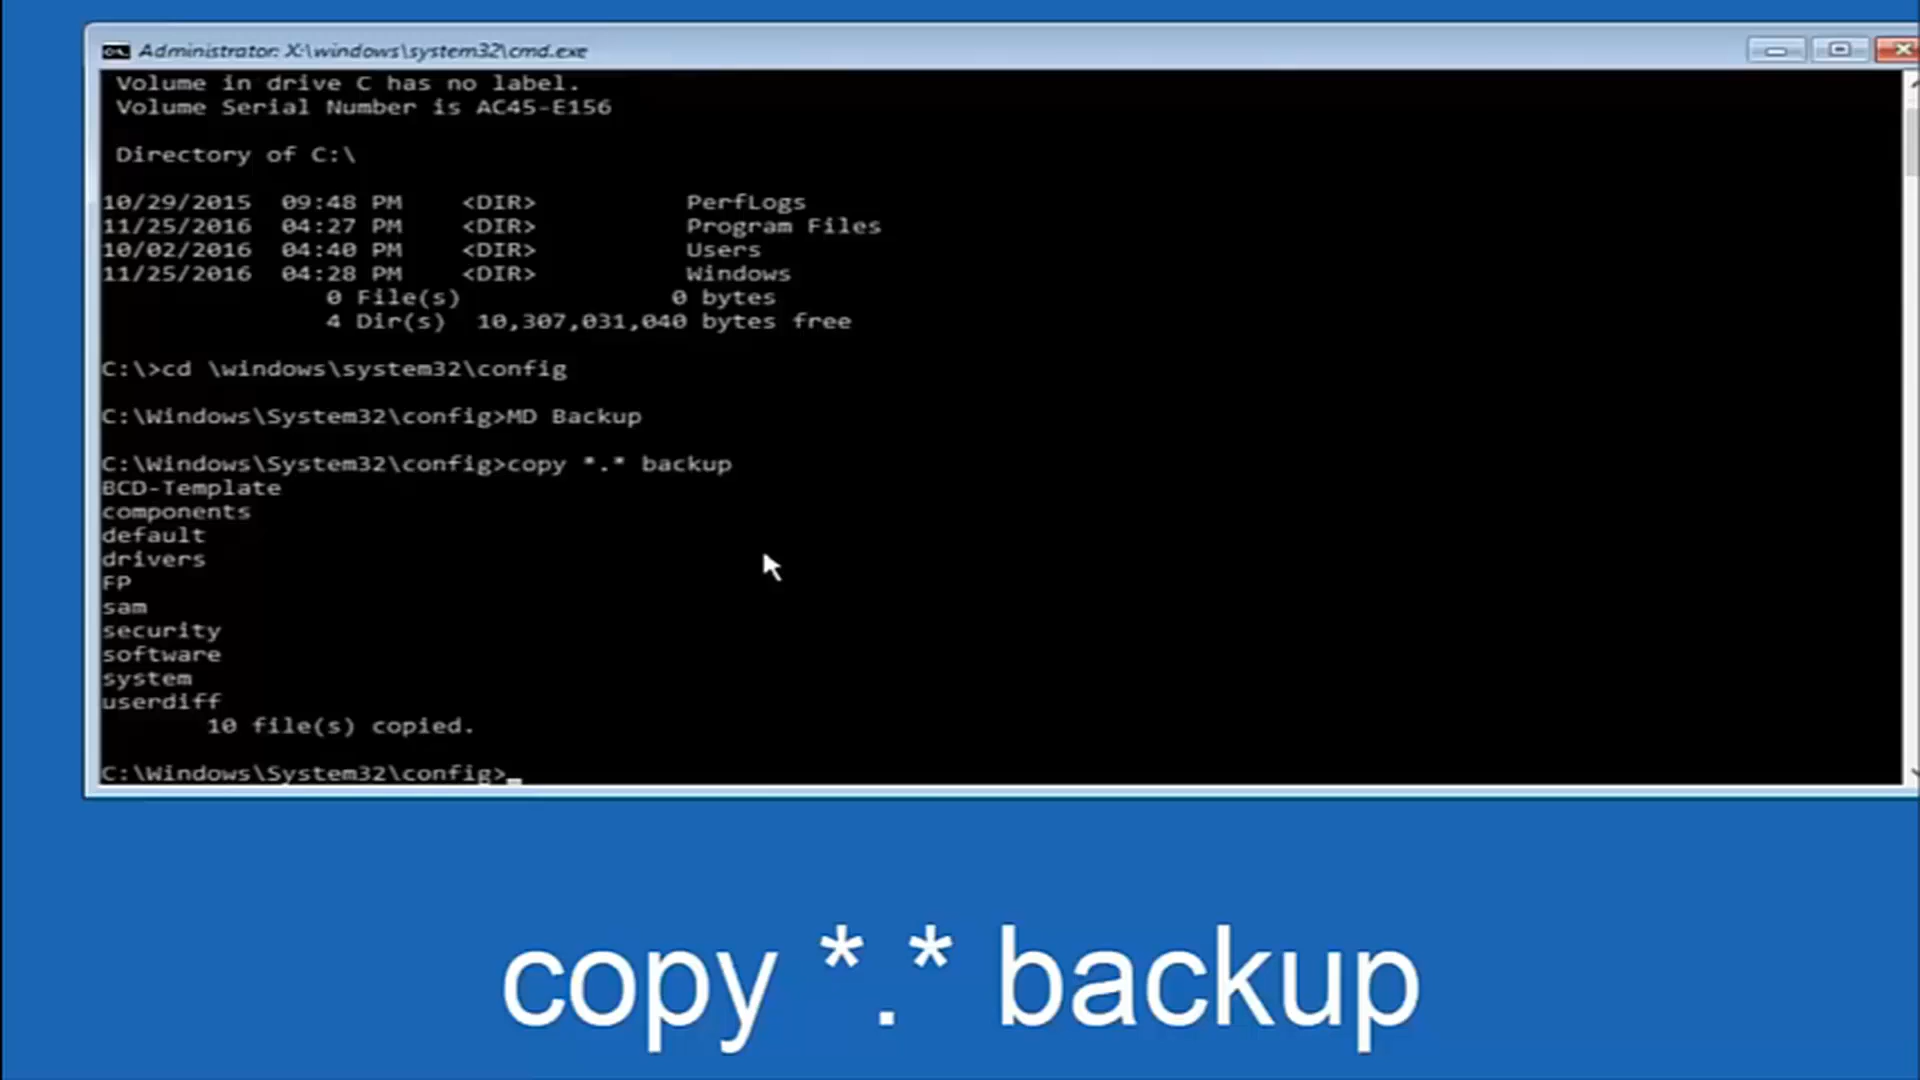 Administrator: X:\windows\system32\cmd.exe
Volume in drive C has no label.
Volume Serial Number is AC45-E156
Directory of C:\
10/29/2015 09:48 PM <DIR> PerfLogs
11/25/2016 04:27 PM <DIR> Program Files
10/02/2016 04:40 PM <DIR> Users
11/25/2016 04:28 PM <DIR> Windows
0 File(s) 0 bytes
4 Dir(s) 10,307,031,040 bytes free
C:\>cd \windows\system32\config
C:\Windows\System32\config>MD Backup
C:\Windows\System32\config>copy *.* backup
BCD-Template
components
default
drivers
FP
sam
security
software
system
userdiff
10 file(s) copied.
C:\Windows\System32\config>_
copy *.* backup